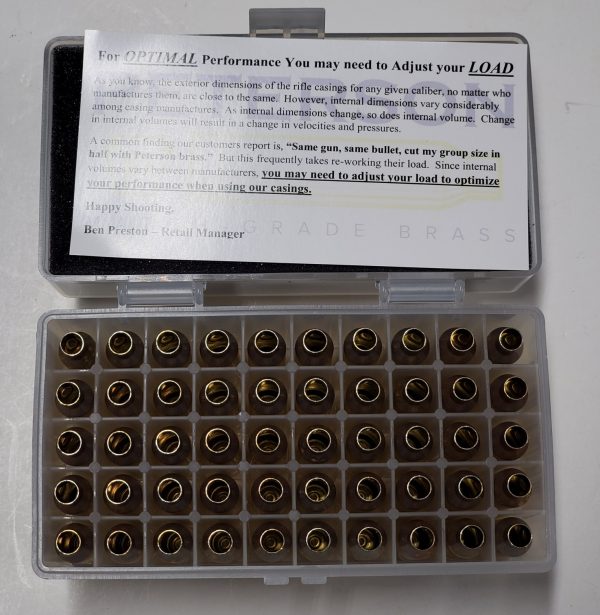 For OPTIMAL Performance You may need to Adjust your LOAD
As you know, the exterior dimensions of the rifle casings for any given caliber, no matter who
manufactures them, are close to the same. However, internal dimensions vary considerably
among casing manufactures. As internal dimensions change, so does internal volume. Change
in internal volumes will result in a change in velocities and pressures.
A common finding our customers report is, “Same gun, same bullet, cut my group size in
half with Peterson brass.” But this frequently takes re-working their load. Since internal
volumes vary between manufacturers, you may need to adjust your load to optimize
your performance when using our casings.
Happy Shooting,
Ben Preston – Retail Manager
GRADE BRASS